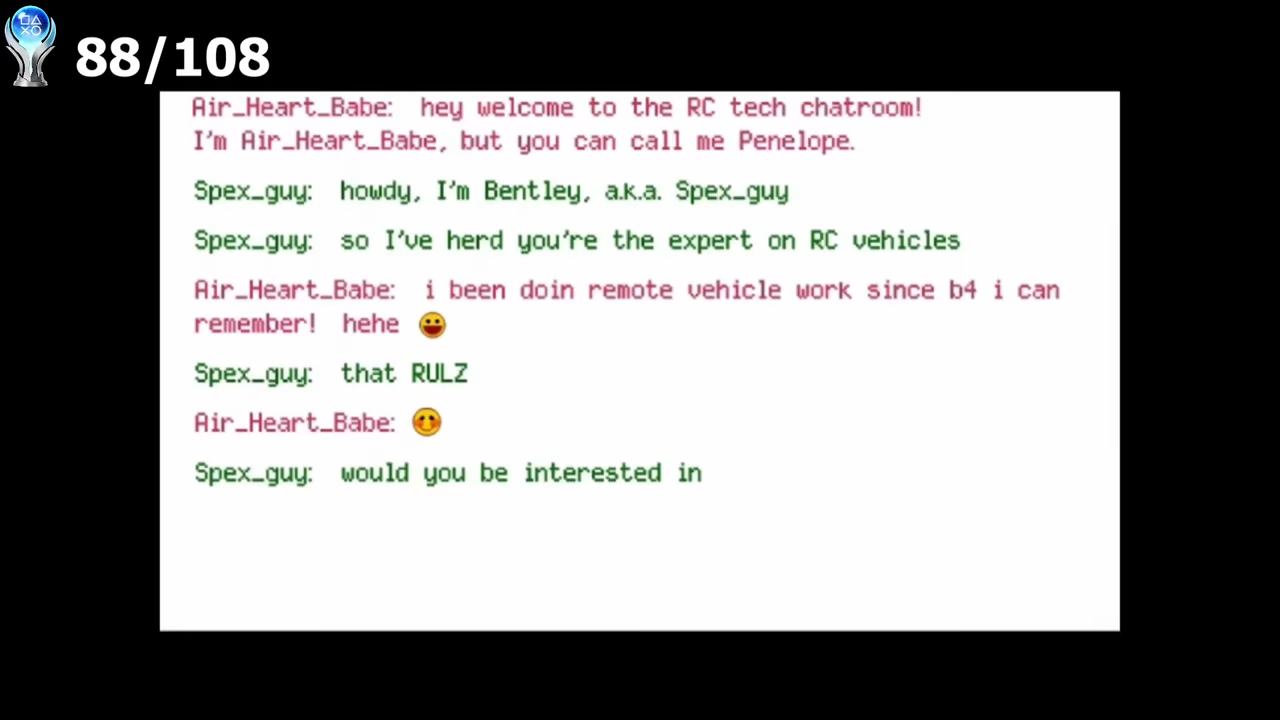 88/108
Air_Heart_Babe: hey welcome to the RC tech chatroom!
I'm Air_Heart_Babe, but you can call me Penelope.
Spex_guy: howdy, I'm Bentley, a.k.a. Spex_guy
Spex_guy: so I've herd you're the expert on RC vehicles
Air_Heart_Babe: i been doin remote vehicle work since b4 i can
remember! hehe 😀
Spex_guy: that RULZ
Air_Heart_Babe: 😊
Spex_guy: would you be interested in